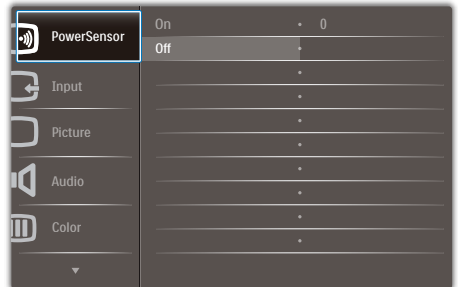 PowerSensor
On • 0
Off •
•
Input
•
•
Picture
•
•
Audio
•
•
Color
•
▼